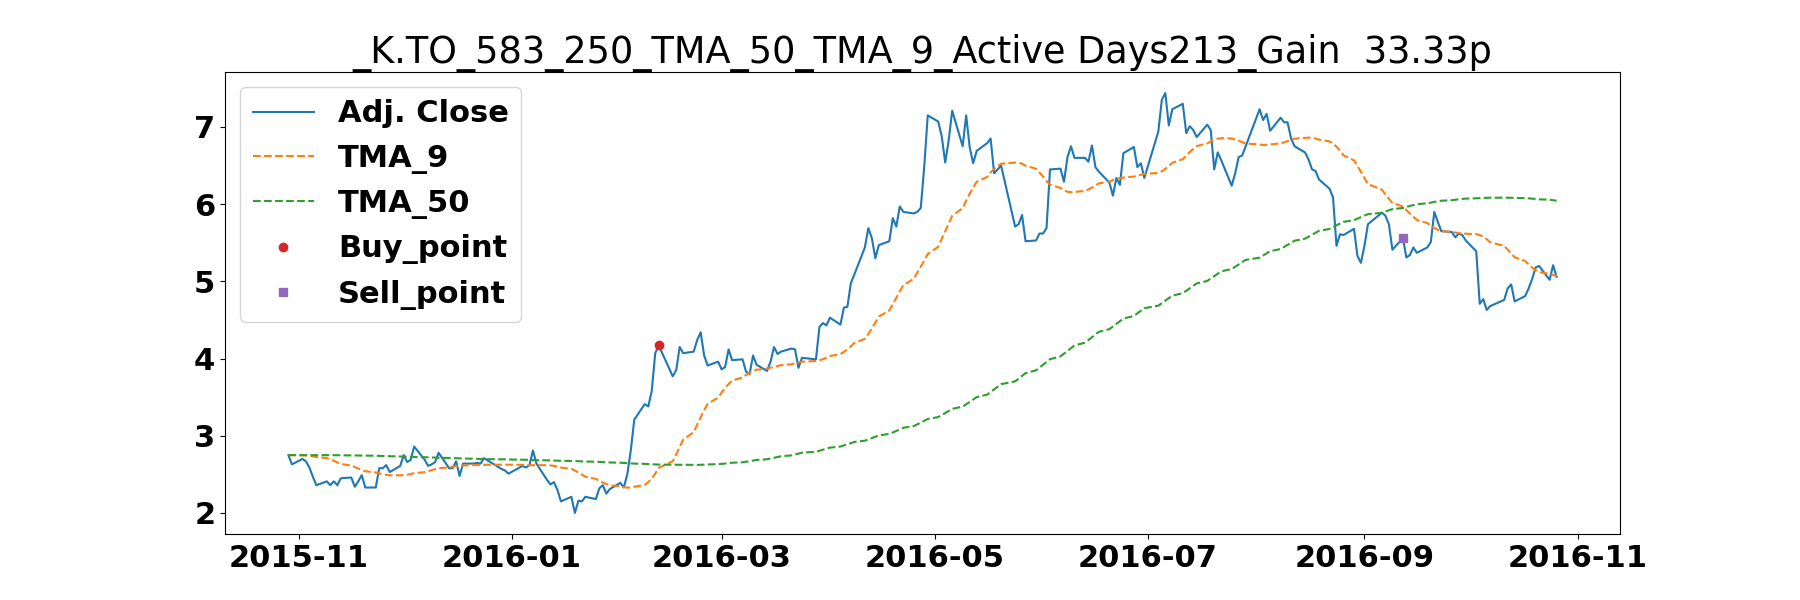 _K.TO_583_250_TMA_50_TMA_9_Active Days213_Gain  33.33p
Adj. Close
TMA_9
TMA_50
Buy_point
Sell_point
7
6
5
4
3
2
2015-11
2016-01
2016-03
2016-05
2016-07
2016-09
2016-11